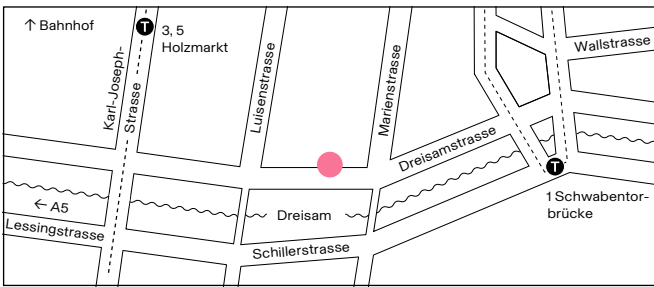 ↑ Bahnhof
Karl-Joseph-
Strasse
T
3, 5
Holzmarkt
Luisenstrasse
Marienstrasse
Wallstrasse
Dreisamstrasse
T
1 Schwabentor-
brücke
← A5
Lessingstrasse
Dreisam
Schillerstrasse